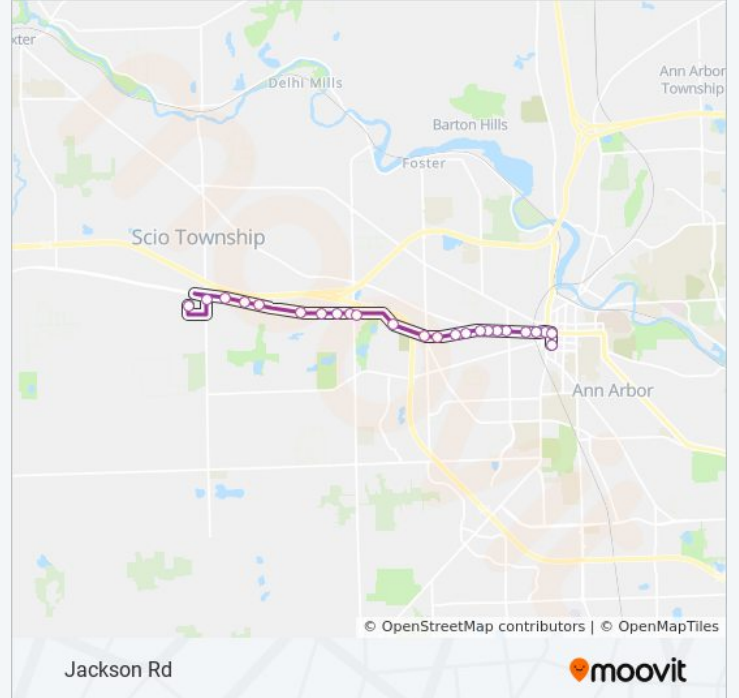 xter
Delhi Mills
Ann Arbor
Township
Barton Hills
Foster
Scio Township
Ann Arbor
© OpenStreetMap contributors | © OpenMapTiles
Jackson Rd
moovit